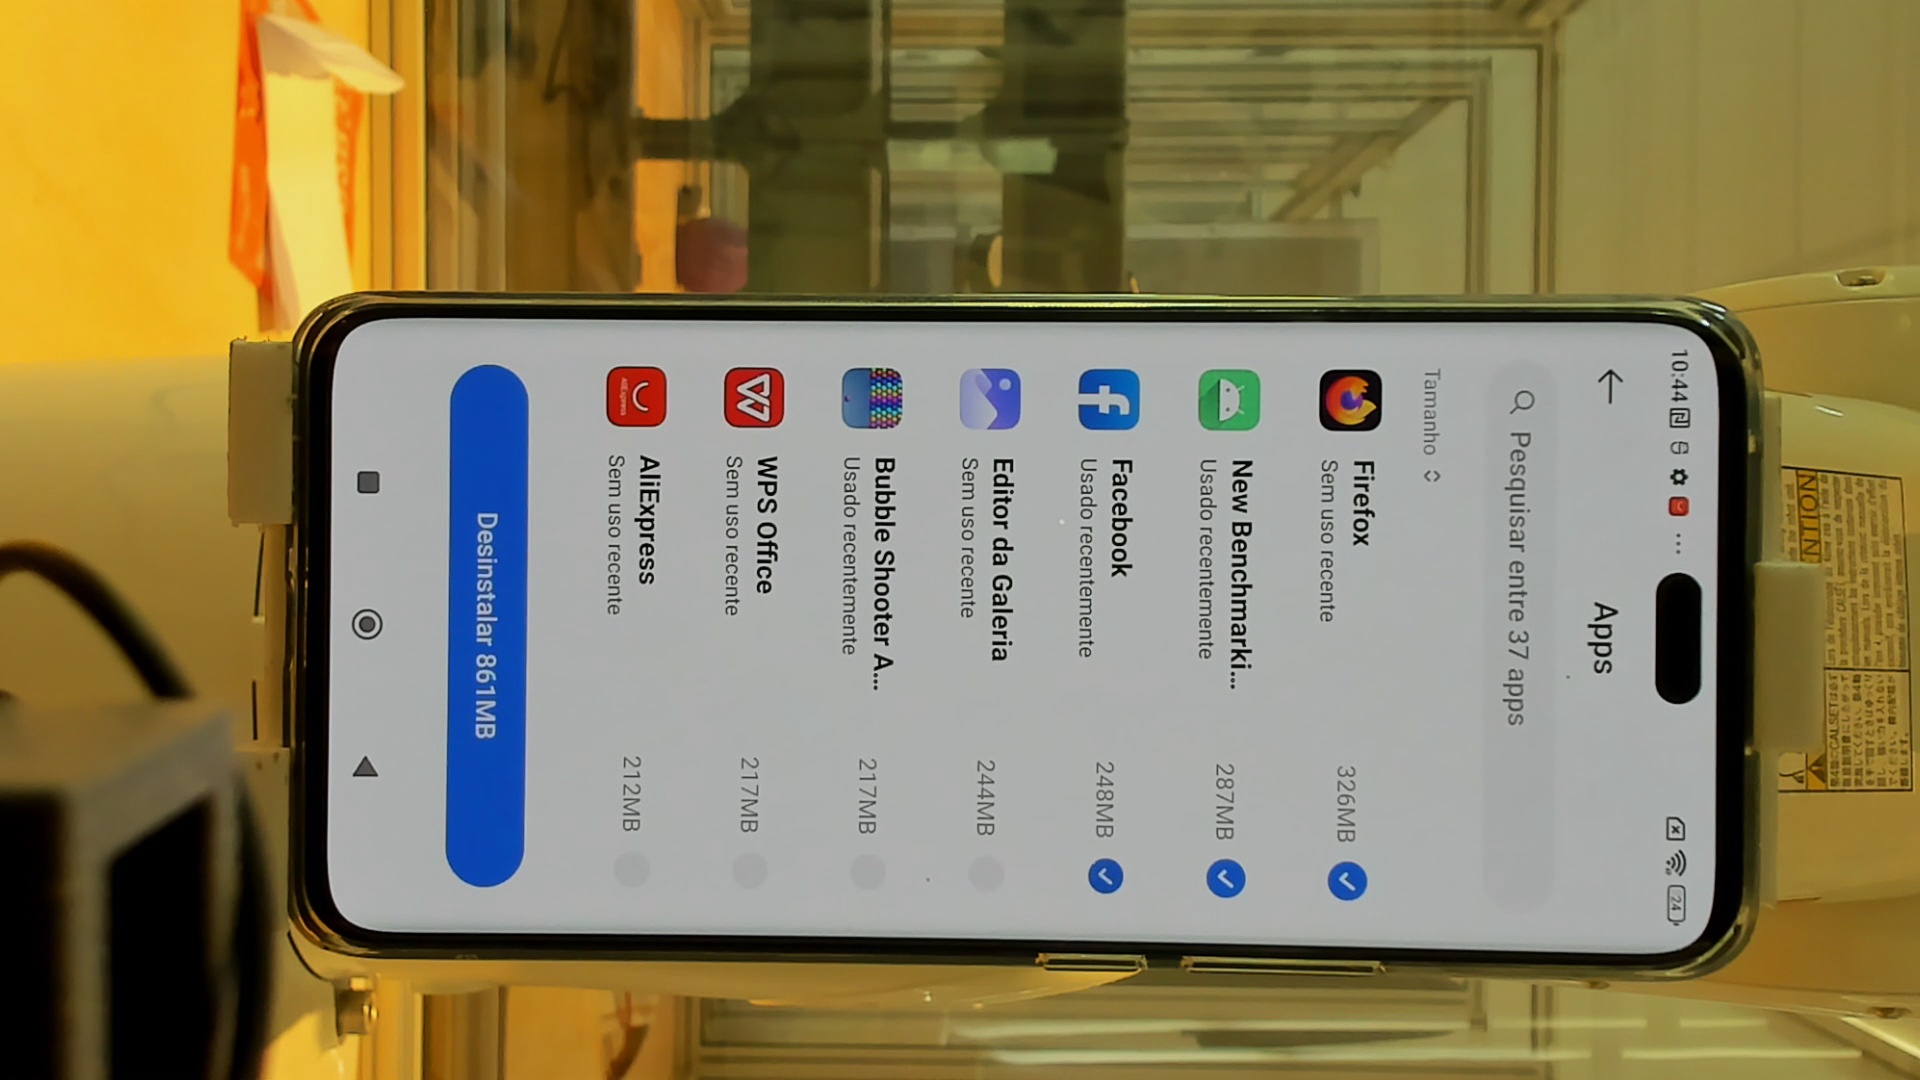 10:44
24
Apps
Pesquisar entre 37 apps
Tamanho
Firefox
Sem uso recente
326MB
New Benchmarki...
Usado recentemente
287MB
Facebook
Usado recentemente
248MB
Editor da Galeria
Sem uso recente
244MB
Bubble Shooter A...
Usado recentemente
217MB
WPS Office
Sem uso recente
217MB
AliExpress
AliExpress
Sem uso recente
212MB
Desinstalar 861MB